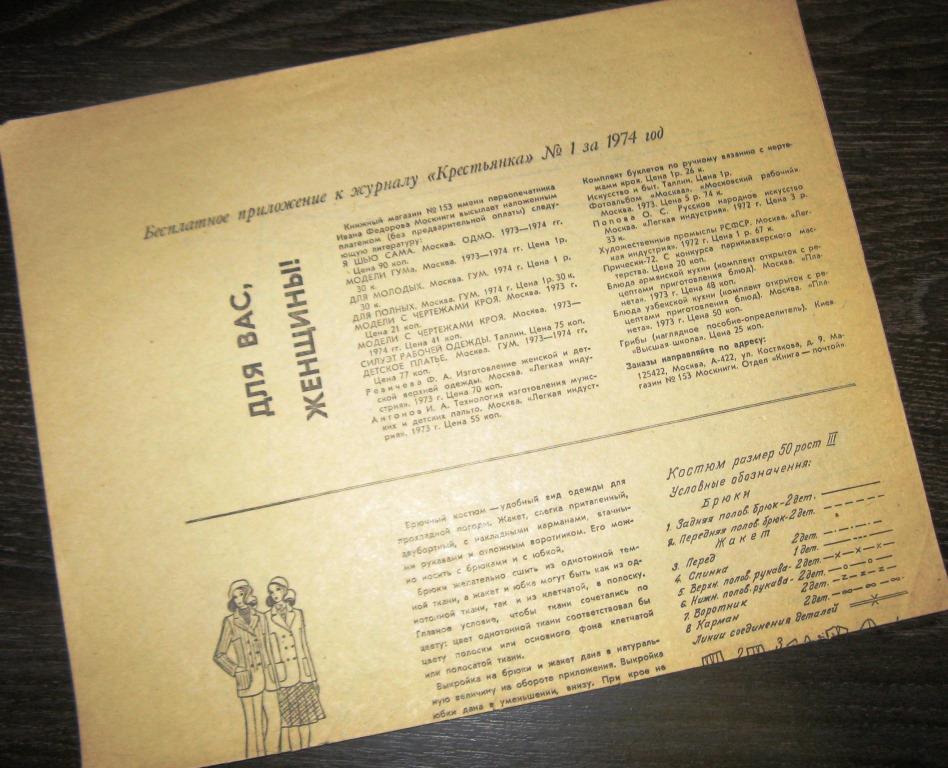 Бесплатное приложение к журналу «Крестьянка» № 1 за 1974 год
ДЛЯ ВАС,
ЖЕНЩИНЫ!
Книжный магазин № 153 имени первопечатника
Ивана Федорова Москниги высылает наложенным
платежом (без предварительной оплаты) следу-
ющую литературу:
Я ШЬЮ САМА. Москва. ОДМО. 1973—1974 гг.
Цена 90 коп.
МОДЕЛИ ГУМа. Москва. 1973—1974 гг. Цена 1р.
30 к.
ДЛЯ МОЛОДЫХ. Москва. ГУМ. 1974 г. Цена 1 р.
30 к.
ДЛЯ ПОЛНЫХ. Москва. ГУМ. 1974 г. Цена 1р. 30 к.
МОДЕЛИ С ЧЕРТЕЖАМИ КРОЯ. Москва. 1973 г.
Цена 21 коп.
МОДЕЛИ С ЧЕРТЕЖАМИ КРОЯ. Москва. 1973—
1974 гг. Цена 41 коп.
СИЛУЭТ РАБОЧЕЙ ОДЕЖДЫ. Таллин. Цена 75 коп.
ДЕТСКОЕ ПЛАТЬЕ. Москва. ГУМ. 1973—1974 гг.
Цена 77 коп.
Ф. А. Изготовление женской и дет-
ской верхней одежды. Москва. «Легкая инду-
стрия». 1973 г. Цена 70 коп.
Антонов И. А. Технология изготовления мужс-
ких и детских пальто. Москва. «Легкая индуст-
рия». 1973 г. Цена 55 коп.
Комплект буклетов по ручному вязанию с черте-
жами кроя. Цена 1р. 26 к.
Искусство и быт. Таллин. Цена 1р.
Фотоальбом «Москва». «Московский рабочий».
Москва. 1973. Цена 5 р. 74 к.
Попова О. С. Русское народное искусство
Москва. «Легкая индустрия». 1972 г. Цена 3 р.
33 к.
Художественные промыслы РСФСР. Москва. «Лег-
кая индустрия». 1972 г. Цена 1 р. 67 к.
Прически-72. С конкурса парикмахерского мас-
терства. Цена 20 коп.
Блюда армянской кухни (комплект открыток с ре-
цептами приготовления блюд). Москва. «Пла-
нета». 1973 г. Цена 48 коп.
Блюда узбекской кухни (комплект открыток с ре-
цептами приготовления блюд). Москва. «Пла-
нета». 1973 г. Цена 50 коп.
Грибы (наглядное пособие-определитель). Киев
«Высшая школа». Цена 25 коп.
Заказы направляйте по адресу:
125422, Москва, А-422, ул. Костякова, д. 9. Ма-
газин № 153 Москниги. Отдел «Книга — почтой».
Брючный костюм — удобный вид одежды для
прохладной погоды. Жакет, слегка приталенный,
двубортный, с накладными карманами, втачны-
ми рукавами и отложным воротником. Его мож-
но носить с брюками и с юбкой.
Брюки желательно сшить из однотонной тем-
ной ткани, а жакет и юбка могут быть как из од-
нотонной ткани, так и из клетчатой, в полоску.
Главное условие, чтобы ткани сочетались по
цвету: цвет однотонной ткани соответствовал бы
цвету полоски или основного фона клетчатой
или полосатой ткани.
Выкройка на брюки и жакет дана в натураль-
ную величину на обороте приложения. Выкройка
юбки дана в уменьшении, внизу. При крое не
Костюм размер 50 рост III
Условные обозначения:
Брюки
1. Задняя полов. брюк-2 дет.
2. Передняя полов. брюк-2 дет.
Жакет
3. Перед 2 дет.
4. Спинка 1 дет.
5. Верхн. полов. рукава- 2 дет.
6. Нижн. полов. рукава- 2 дет.
7. Воротник 2 дет.
8 Карман 2 дет.
Линии соединения деталей